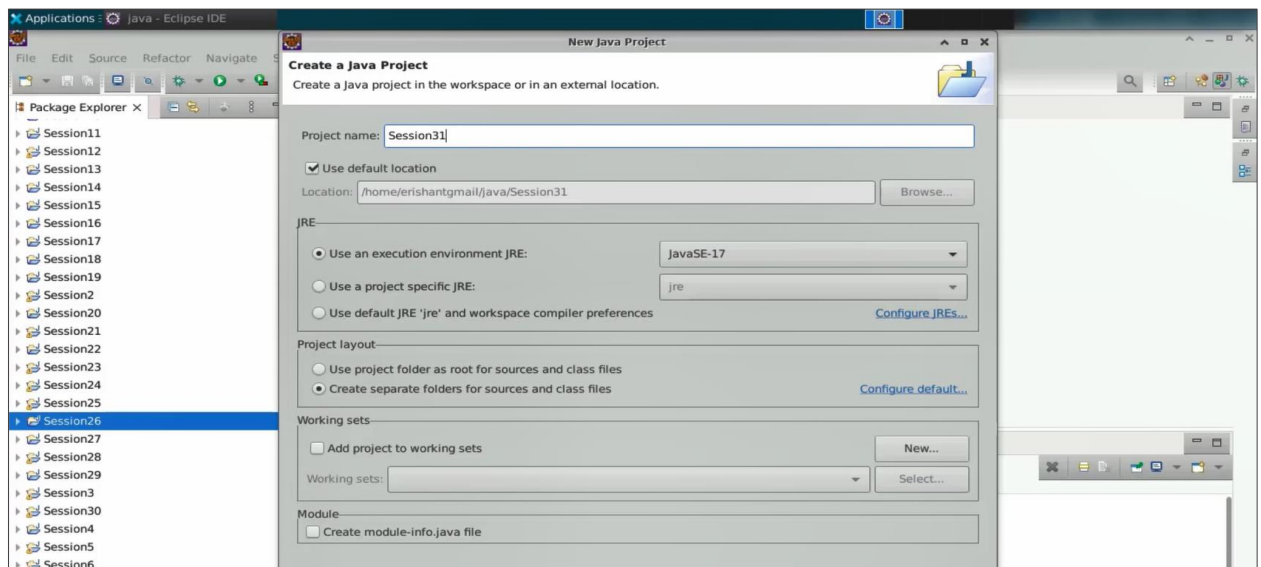 Applications : java - Eclipse IDE
New Java Project
File Edit Source Refactor Navigate S
Create a Java Project
Create a Java project in the workspace or in an external location.
Package Explorer X
Project name: Session31
Use default location
Location: /home/erishantgmail/java/Session31 Browse...
JRE
Use an execution environment JRE: JavaSE-17
Use a project specific JRE: jre
Use default JRE 'jre' and workspace compiler preferences Configure JREs...
Project layout
Use project folder as root for sources and class files
Create separate folders for sources and class files Configure default...
Working sets
Add project to working sets New...
Working sets: Select...
Module
Create module-info.java file
Session11
Session12
Session13
Session14
Session15
Session16
Session17
Session18
Session19
Session2
Session20
Session21
Session22
Session23
Session24
Session25
Session26
Session27
Session28
Session29
Session3
Session30
Session4
Session5
Session6